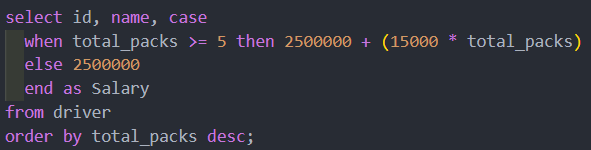 select id, name, case
when total_packs >= 5 then 2500000 + (15000 * total_packs)
else 2500000
end as Salary
from driver
order by total_packs desc;